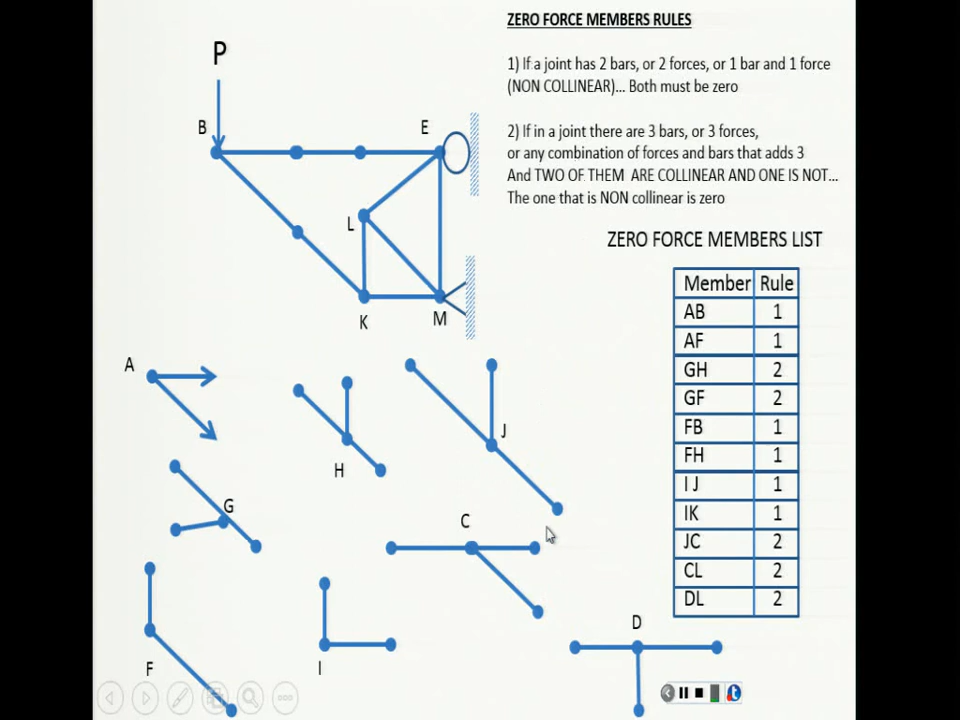 ZERO FORCE MEMBERS RULES
P
1) If a joint has 2 bars, or 2 forces, or 1 bar and 1 force
(NON COLLINEAR)... Both must be zero
B
E
2) If in a joint there are 3 bars, or 3 forces,
or any combination of forces and bars that adds 3
And TWO OF THEM ARE COLLINEAR AND ONE IS NOT...
The one that is NON collinear is zero
L
K
M
ZERO FORCE MEMBERS LIST
Member Rule
AB 1
AF 1
GH 2
GF 2
FB 1
FH 1
I J 1
IK 1
JC 2
CL 2
DL 2
A
H
J
G
C
F
I
D